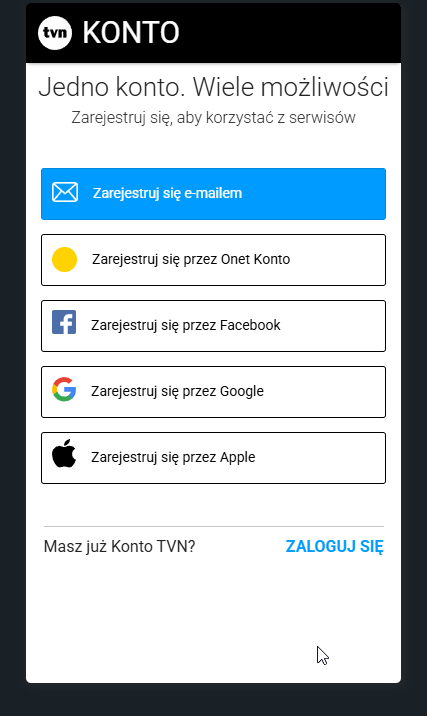 tvn KONTO
Jedno konto. Wiele możliwości
Zarejestruj się, aby korzystać z serwisów
Zarejestruj się e-mailem
Zarejestruj się przez Onet Konto
Zarejestruj się przez Facebook
Zarejestruj się przez Google
Zarejestruj się przez Apple
Masz już Konto TVN? ZALOGUJ SIĘ